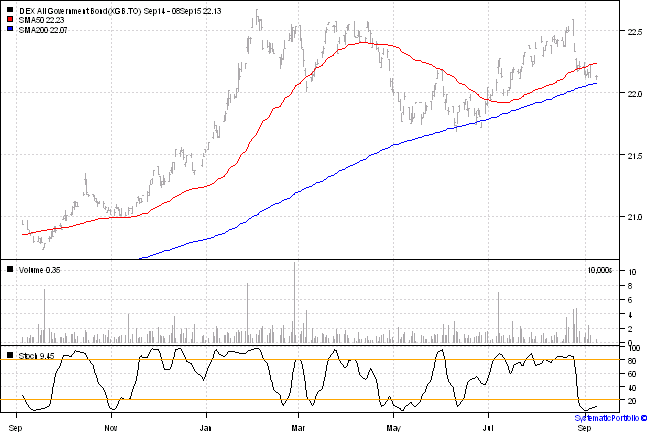 DEX All Government Bond(XGB.TO) Sep14 - 08Sep15 22.13
SMA50 22.23
SMA200 22.07
22.5
22.0
21.5
21.0
Volume 0.35
10,000s
10
8
6
4
2
0
Stoch 9.45
100
80
60
40
20
Sep Nov Jan Mar May Jul Sep
SystematicPortfolio ©